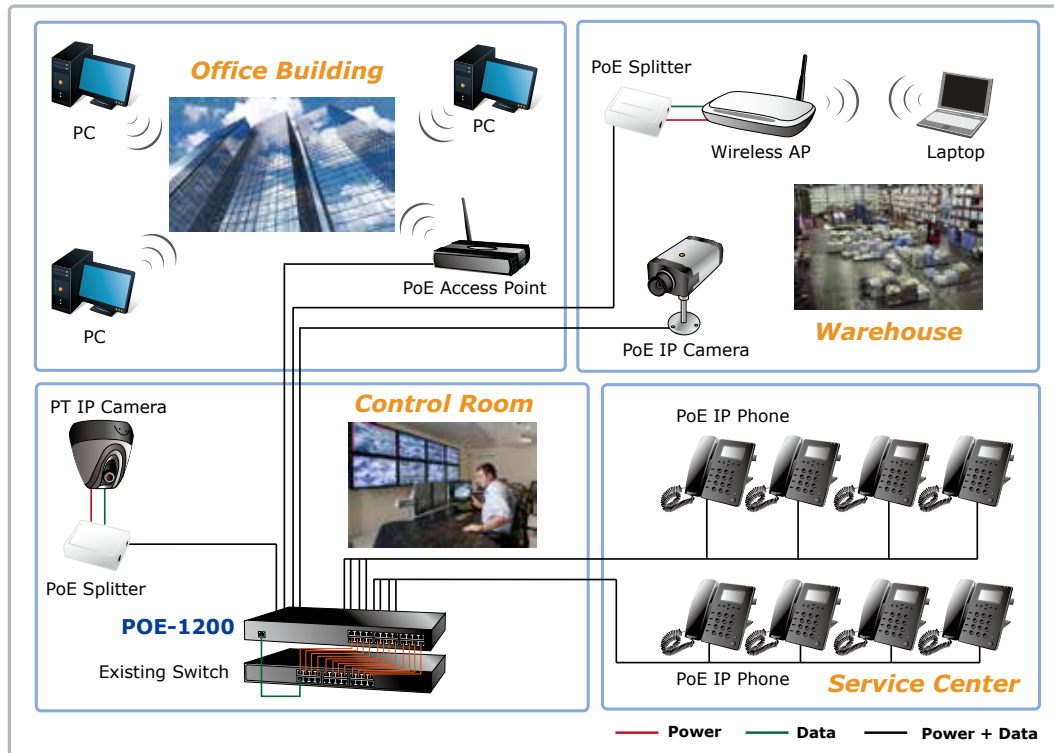 Office Building
PC
PC
PC
PoE Access Point
PoE Splitter
Wireless AP
Laptop
PoE IP Camera
Warehouse
PT IP Camera
PoE Splitter
Control Room
POE-1200
Existing Switch
PoE IP Phone
PoE IP Phone
Service Center
Power
Data
Power + Data